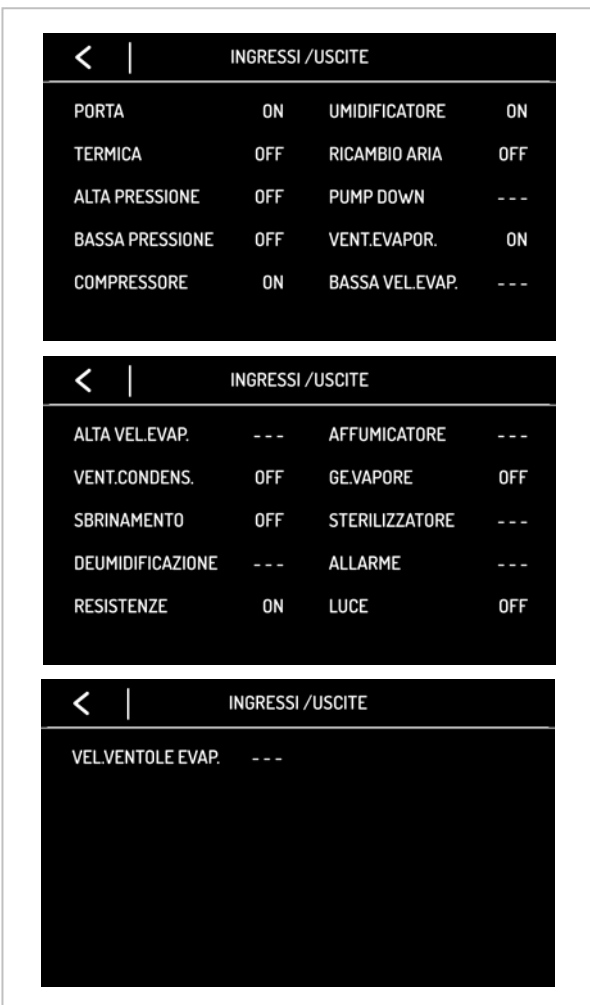 INGRESSI /USCITE
PORTA ON UMIDIFICATORE ON
TERMICA OFF RICAMBIO ARIA OFF
ALTA PRESSIONE OFF PUMP DOWN ---
BASSA PRESSIONE OFF VENT.EVAPOR. ON
COMPRESSORE ON BASSA VEL.EVAP. ---
INGRESSI /USCITE
ALTA VEL.EVAP. --- AFFUMICATORE ---
VENT.CONDENS. OFF GE.VAPORE OFF
SBRINAMENTO OFF STERILIZZATORE ---
DEUMIDIFICAZIONE --- ALLARME ---
RESISTENZE ON LUCE OFF
INGRESSI /USCITE
VEL.VENTOLE EVAP. ---